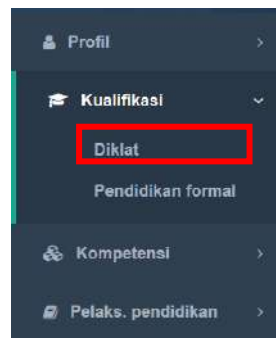 Profil
Kualifikasi
Diklat
Pendidikan formal
Kompetensi
Pelaks. pendidikan